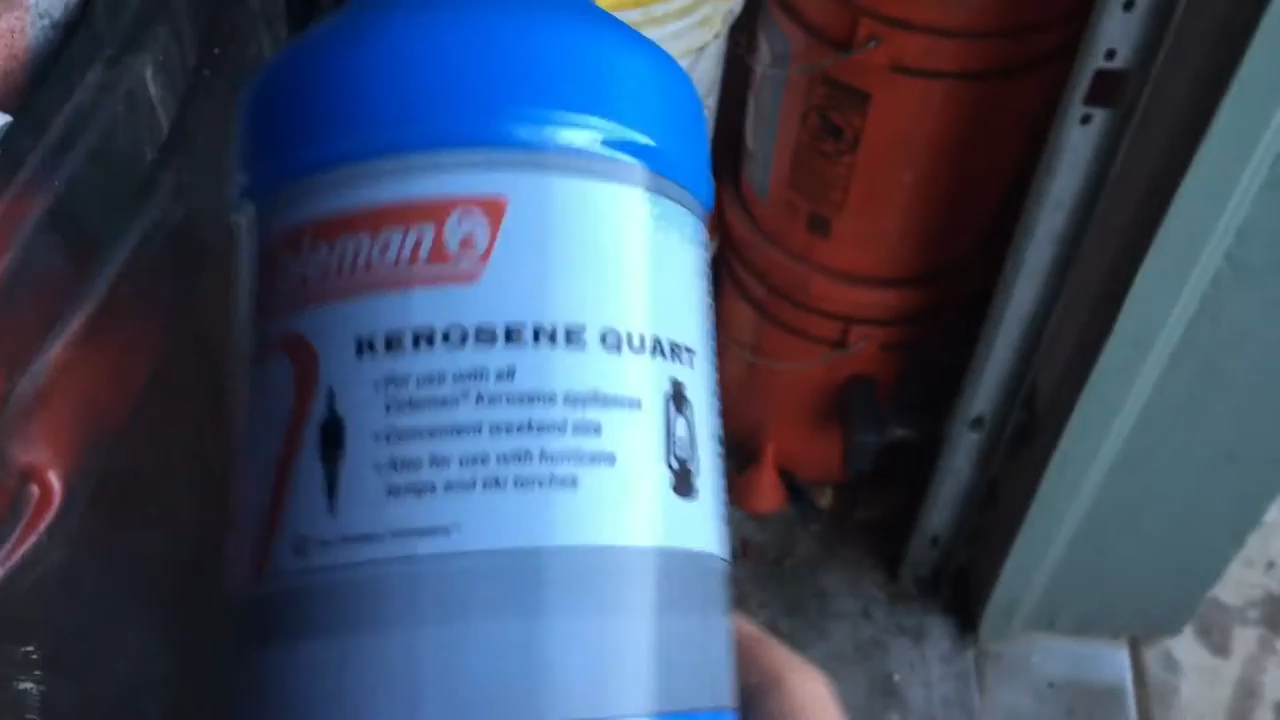 Coleman
KEROSENE QUART
•For use with all
Coleman® kerosene appliances
•Convenient weekend size
•Also for use with hurricane
lamps and tiki torches